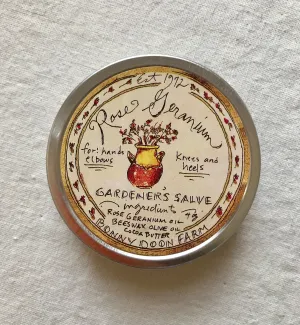 Est 1972
Rose Geranium
for: hands
elbows
Knees and
heels
GARDENER'S SALVE
ingredients
ROSE GERANIUM OIL
BEESWAX OLIVE OIL
COCOA BUTTER
BONNY DOON FARM